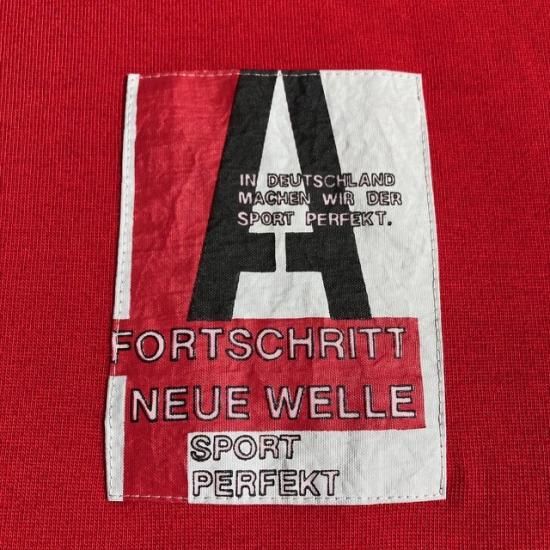 A
IN DEUTSCHLAND
MACHEN WIR DER
SPORT PERFEKT.
FORTSCHRITT
NEUE WELLE
SPORT
PERFEKT